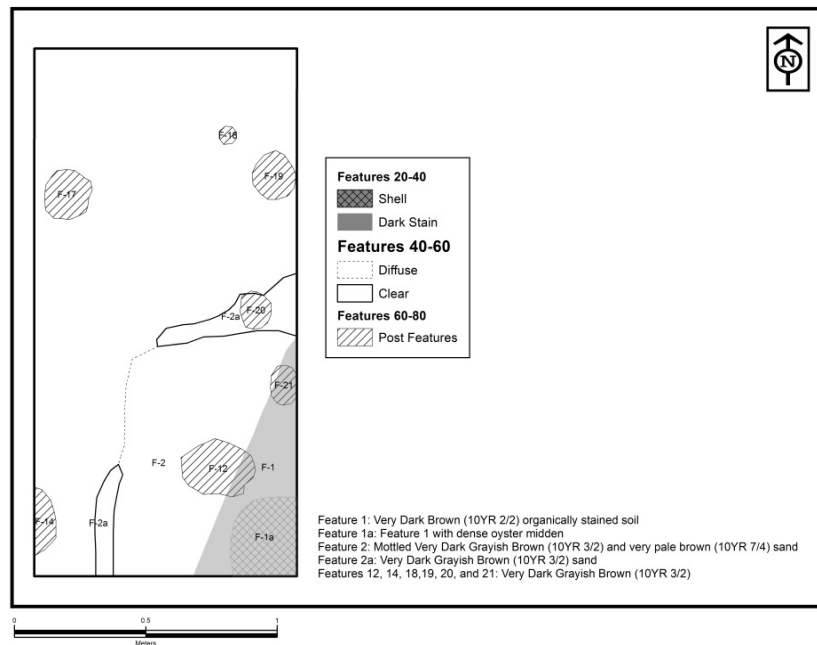 N
F-18
F-19
F-17
F-20
F-2a
F-21
F-2
F-12
F-1
F-14
F-2a
F-1a
Features 20-40
Shell
Dark Stain
Features 40-60
Diffuse
Clear
Features 60-80
Post Features
Feature 1: Very Dark Brown (10YR 2/2) organically stained soil
Feature 1a: Feature 1 with dense oyster midden
Feature 2: Mottled Very Dark Grayish Brown (10YR 3/2) and very pale brown (10YR 7/4) sand
Feature 2a: Very Dark Grayish Brown (10YR 3/2) sand
Features 12, 14, 18,19, 20, and 21: Very Dark Grayish Brown (10YR 3/2)
0 0.5 1
Meters